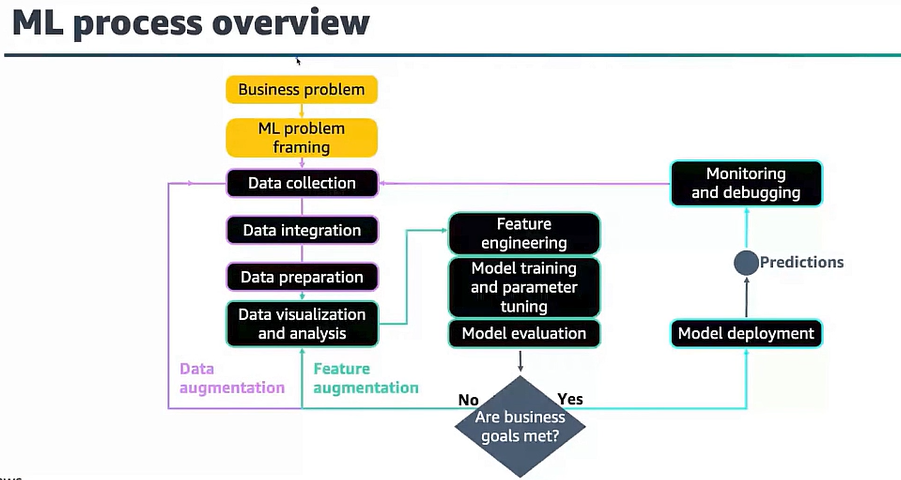 ML process overview
Business problem
ML problem
framing
Data collection
Data integration
Data preparation
Data visualization
and analysis
Feature
engineering
Model training
and parameter
tuning
Model evaluation
Monitoring
and debugging
Predictions
Model deployment
Data
augmentation
Feature
augmentation
No
Yes
Are business
goals met?